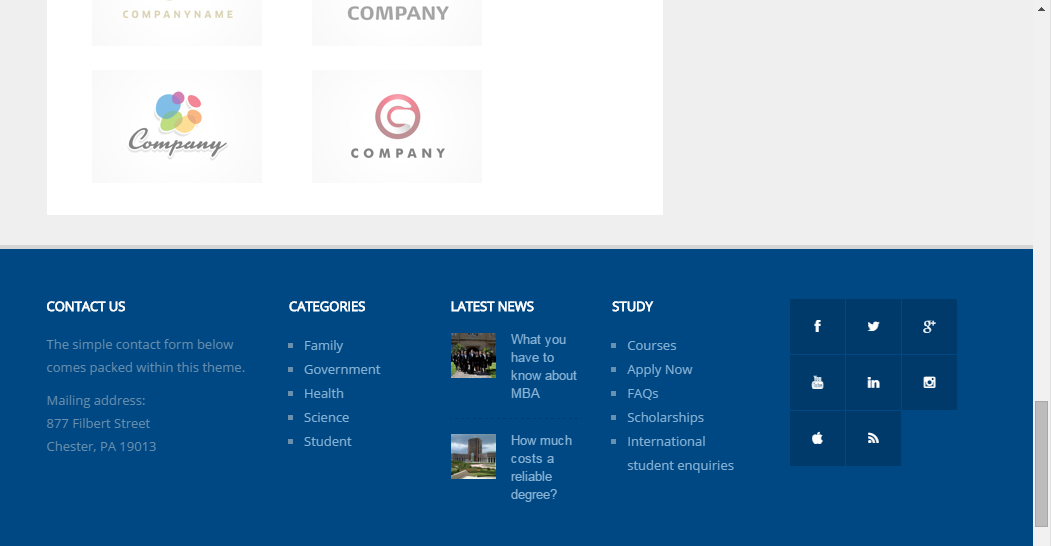 COMPANYNAME
COMPANY
Company
COMPANY
CONTACT US
The simple contact form below
comes packed within this theme.
Mailing address:
877 Filbert Street
Chester, PA 19013
CATEGORIES
Family
Government
Health
Science
Student
LATEST NEWS
What you
have to
know about
MBA
How much
costs a
reliable
degree?
STUDY
Courses
Apply Now
FAQs
Scholarships
International
student enquiries